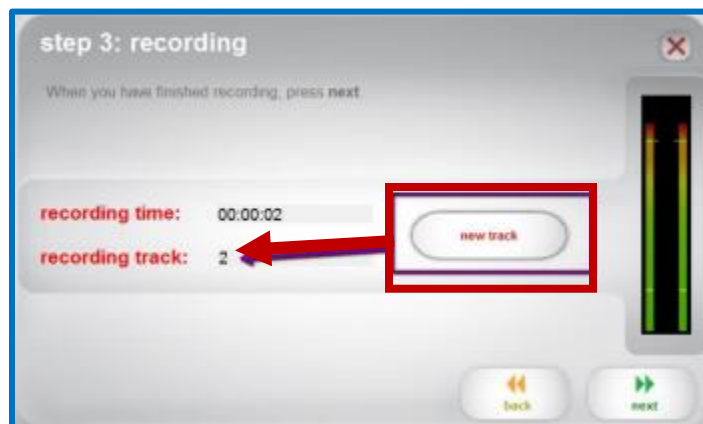 step 3: recording
When you have finished recording, press next
recording time: 00:00:02
new track
recording track: 2
back
next